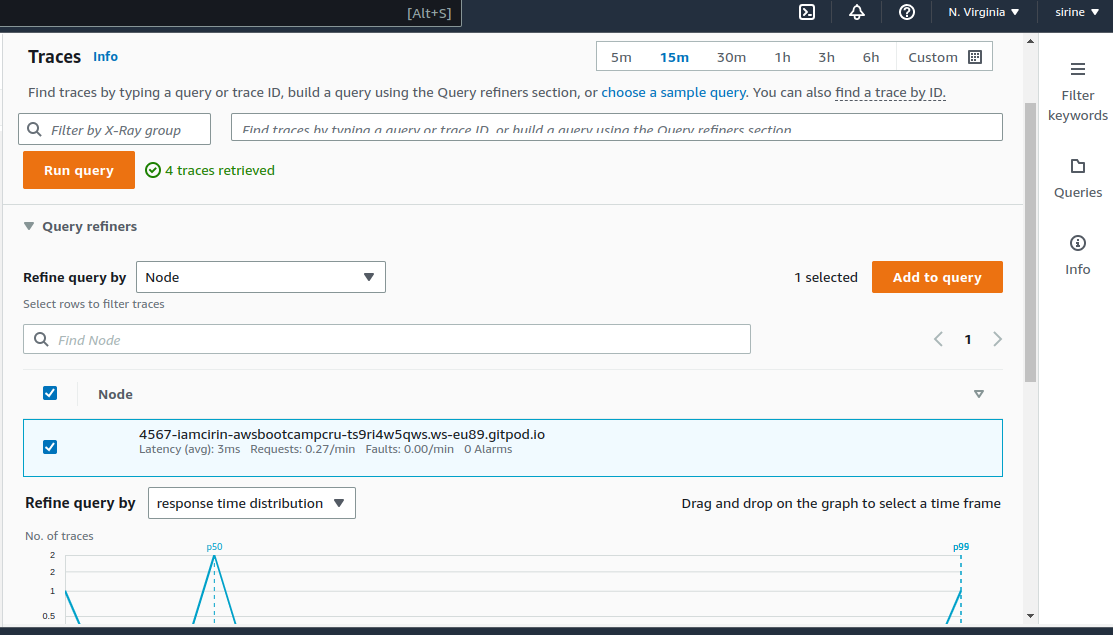 [Alt+S] N. Virginia sirine
Traces Info 5m 15m 30m 1h 3h 6h Custom
Find traces by typing a query or trace ID, build a query using the Query refiners section, or choose a sample query. You can also find a trace by ID.
Filter by X-Ray group Find traces by typing a query or trace ID, or build a query using the Query refiners section
Run query 4 traces retrieved
Query refiners
Refine query by Node 1 selected Add to query
Select rows to filter traces
Find Node 1
Node
4567-iamcirin-awsbootcampcru-ts9ri4w5qws.ws-eu89.gitpod.io
Latency (avg): 3ms Requests: 0.27/min Faults: 0.00/min 0 Alarms
Refine query by response time distribution Drag and drop on the graph to select a time frame
No. of traces
p50 p99
2
2
1
0.5
Filter
keywords
Queries
Info